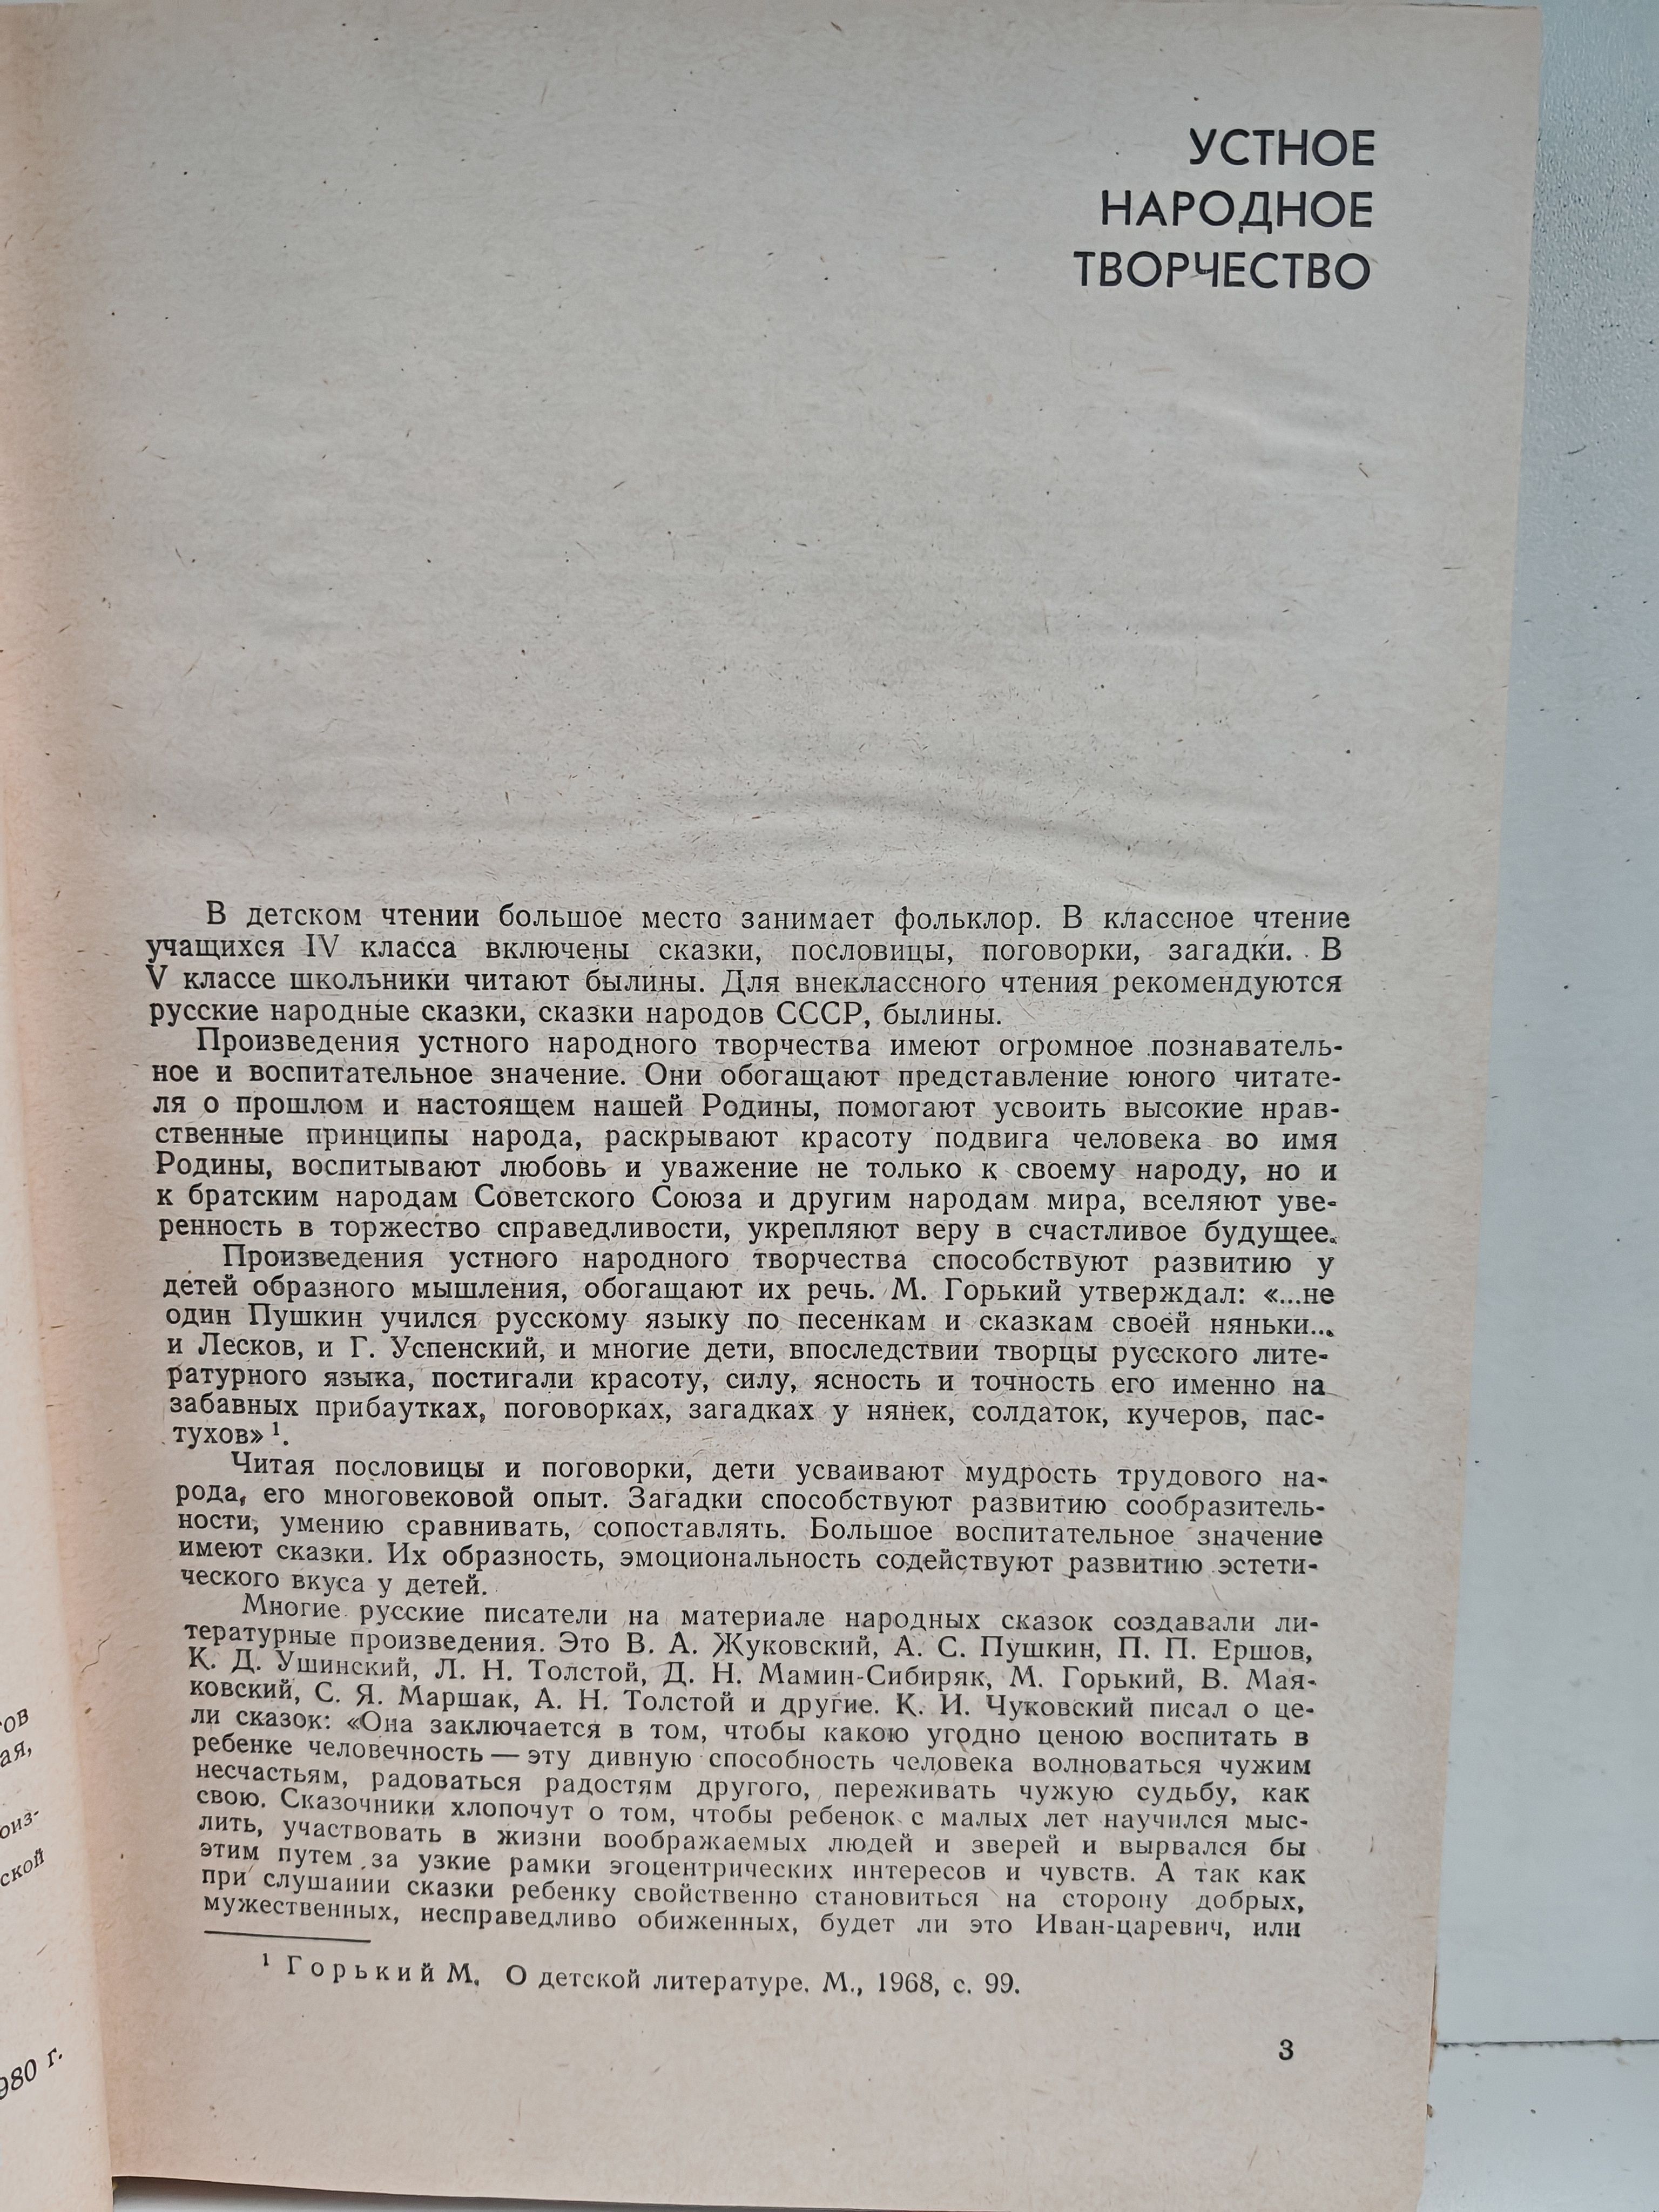 УСТНОЕ
НАРОДНОЕ
ТВОРЧЕСТВО
В детском чтении большое место занимает фольклор. В классное чтение
учащихся IV класса включены сказки, пословицы, поговорки, загадки. В
V классе школьники читают былины. Для внеклассного чтения рекомендуются
русские народные сказки, сказки народов СССР, былины.
Произведения устного народного творчества имеют огромное познаватель-
ное и воспитательное значение. Они обогащают представление юного читате-
ля о прошлом и настоящем нашей Родины, помогают усвоить высокие нрав-
ственные принципы народа, раскрывают красоту подвига человека во имя
Родины, воспитывают любовь и уважение не только к своему народу, но и
к братским народам Советского Союза и другим народам мира, вселяют уве-
ренность в торжество справедливости, укрепляют веру в счастливое будущее.
Произведения устного народного творчества способствуют развитию у
детей образного мышления, обогащают их речь. М. Горький утверждал: «...не
один Пушкин учился русскому языку по песенкам и сказкам своей няньки...
и Лесков, и Г. Успенский, и многие дети, впоследствии творцы русского лите-
ратурного языка, постигали красоту, силу, ясность и точность его именно на
забавных прибаутках, поговорках, загадках у нянек, солдаток, кучеров, пас-
тухов» ¹.
Читая пословицы и поговорки, дети усваивают мудрость трудового на-
рода, его многовековой опыт. Загадки способствуют развитию сообразитель-
ности, умению сравнивать, сопоставлять. Большое воспитательное значение
имеют сказки. Их образность, эмоциональность содействуют развитию эстети-
ческого вкуса у детей.
Многие русские писатели на материале народных сказок создавали ли-
тературные произведения. Это В. А. Жуковский, А. С. Пушкин, П. П. Ершов,
К. Д. Ушинский, Л. Н. Толстой, Д. Н. Мамин-Сибиряк, М. Горький, В. Мая-
ковский, С. Я. Маршак, А. Н. Толстой и другие. К. И. Чуковский писал о це-
ли сказок: «Она заключается в том, чтобы какою угодно ценою воспитать в
ребенке человечность — эту дивную способность человека волноваться чужим
несчастьям, радоваться радостям другого, переживать чужую судьбу, как
свою. Сказочники хлопочут о том, чтобы ребенок с малых лет научился мыс-
лить, участвовать в жизни воображаемых людей и зверей и вырвался бы
этим путем за узкие рамки эгоцентрических интересов и чувств. А так как
при слушании сказки ребенку свойственно становиться на сторону добрых,
мужественных, несправедливо обиженных, будет ли это Иван-царевич, или
¹ Горький М. О детской литературе. М., 1968, с. 99.
3